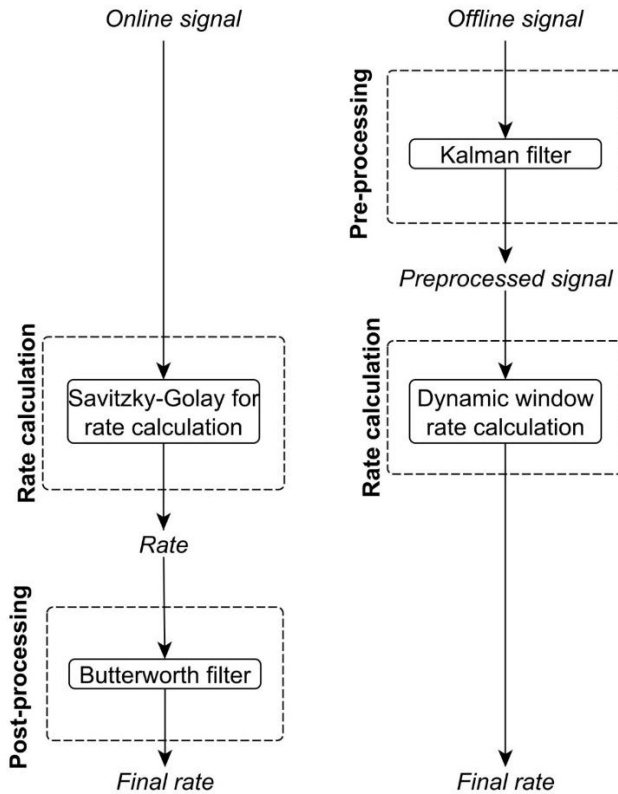 Online signal
Rate calculation
Savitzky-Golay for
rate calculation
Rate
Post-processing
Butterworth filter
Final rate
Offline signal
Pre-processing
Kalman filter
Preprocessed signal
Rate calculation
Dynamic window
rate calculation
Final rate